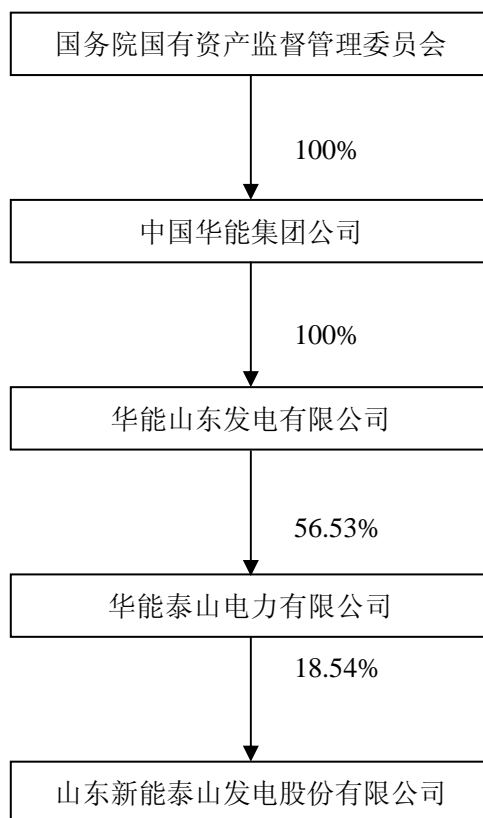 国务院国有资产监督管理委员会
100%
中国华能集团公司
100%
华能山东发电有限公司
56.53%
华能泰山电力有限公司
18.54%
山东新能泰山发电股份有限公司